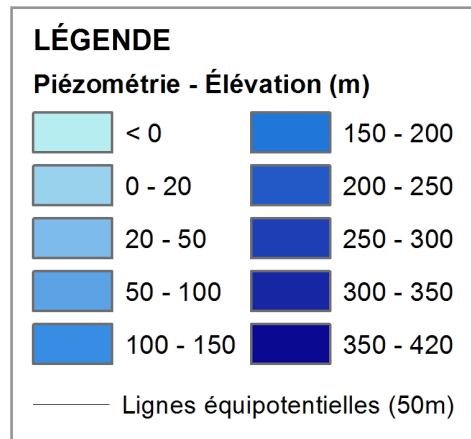 LÉGENDE
Piézométrie - Élévation (m)
< 0
0 - 20
20 - 50
50 - 100
100 - 150
150 - 200
200 - 250
250 - 300
300 - 350
350 - 420
Lignes équipotentielles (50m)